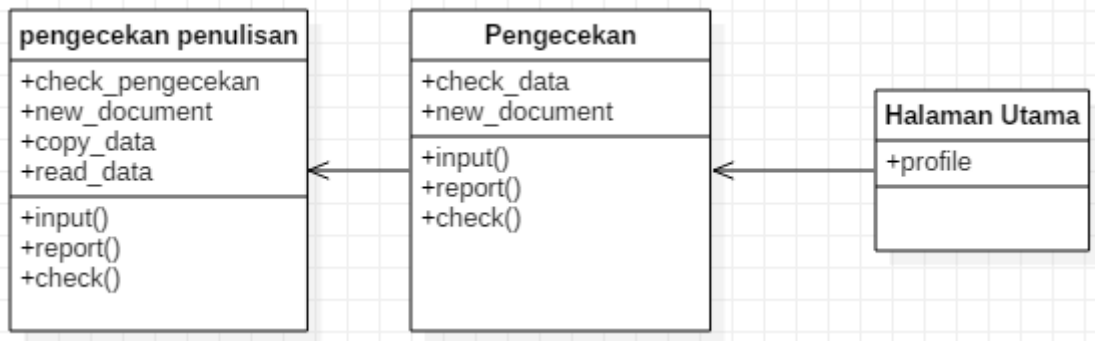 pengecekan penulisan
+check_pengecekan
+new_document
+copy_data
+read_data
+input()
+report()
+check()
Pengecekan
+check_data
+new_document
+input()
+report()
+check()
Halaman Utama
+profile